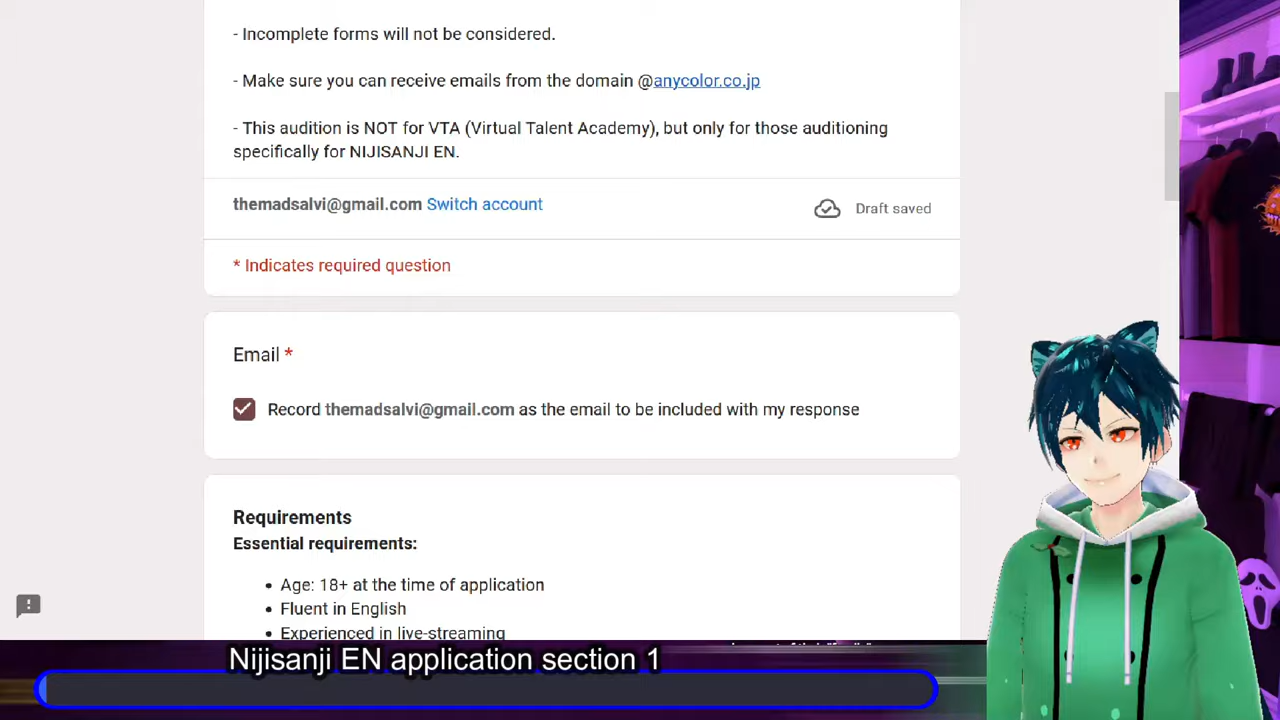 - Incomplete forms will not be considered.
- Make sure you can receive emails from the domain @anycolor.co.jp
- This audition is NOT for VTA (Virtual Talent Academy), but only for those auditioning
specifically for NIJISANJI EN.
themadsalvi@gmail.com Switch account
Draft saved
* Indicates required question
Email *
Record themadsalvi@gmail.com as the email to be included with my response
Requirements
Essential requirements:
• Age: 18+ at the time of application
• Fluent in English
• Experienced in live-streaming
Nijisanji EN application section 1